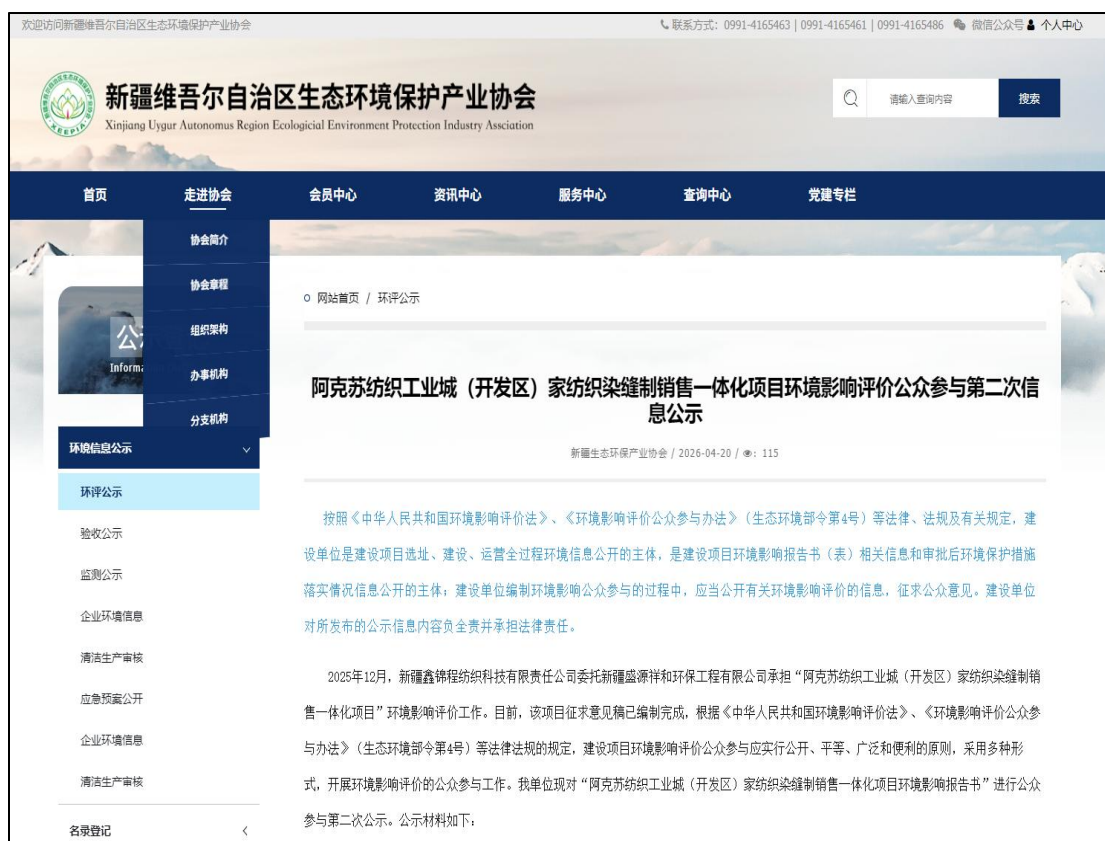 欢迎访问新疆维吾尔自治区生态环境保护产业协会
联系方式：0991-4165463 | 0991-4165461 | 0991-4165486 微信公众号 个人中心
新疆维吾尔自治区生态环境保护产业协会
Xinjiang Uygur Autonomus Region Ecologicial Environment Protection Industry Assciation
XEEPIA
请输入查询内容
搜索
首页 走进协会 会员中心 资讯中心 服务中心 查询中心 党建专栏
协会简介
协会章程
组织架构
办事机构
分支机构
公
Informa
环境信息公示
环评公示
验收公示
监测公示
企业环境信息
清洁生产审核
应急预案公开
企业环境信息
清洁生产审核
名录登记
网站首页 / 环评公示
阿克苏纺织工业城（开发区）家纺织染缝制销售一体化项目环境影响评价公众参与第二次信
息公示
新疆生态环保产业协会 / 2026-04-20 / : 115
按照《中华人民共和国环境影响评价法》、《环境影响评价公众参与办法》（生态环境部令第4号）等法律、法规及有关规定，建
设单位是建设项目选址、建设、运营全过程环境信息公开的主体，是建设项目环境影响报告书（表）相关信息和审批后环境保护措施
落实情况信息公开的主体；建设单位编制环境影响公众参与的过程中，应当公开有关环境影响评价的信息，征求公众意见。建设单位
对所发布的公示信息内容负全责并承担法律责任。
2025年12月，新疆鑫锦程纺织科技有限责任公司委托新疆盛源祥和环保工程有限公司承担“阿克苏纺织工业城（开发区）家纺织染缝制销
售一体化项目”环境影响评价工作。目前，该项目征求意见稿已编制完成，根据《中华人民共和国环境影响评价法》、《环境影响评价公众参
与办法》（生态环境部令第4号）等法律法规的规定，建设项目环境影响评价公众参与应实行公开、平等、广泛和便利的原则，采用多种形
式，开展环境影响评价的公众参与工作。我单位现对“阿克苏纺织工业城（开发区）家纺织染缝制销售一体化项目环境影响报告书”进行公众
参与第二次公示。公示材料如下：